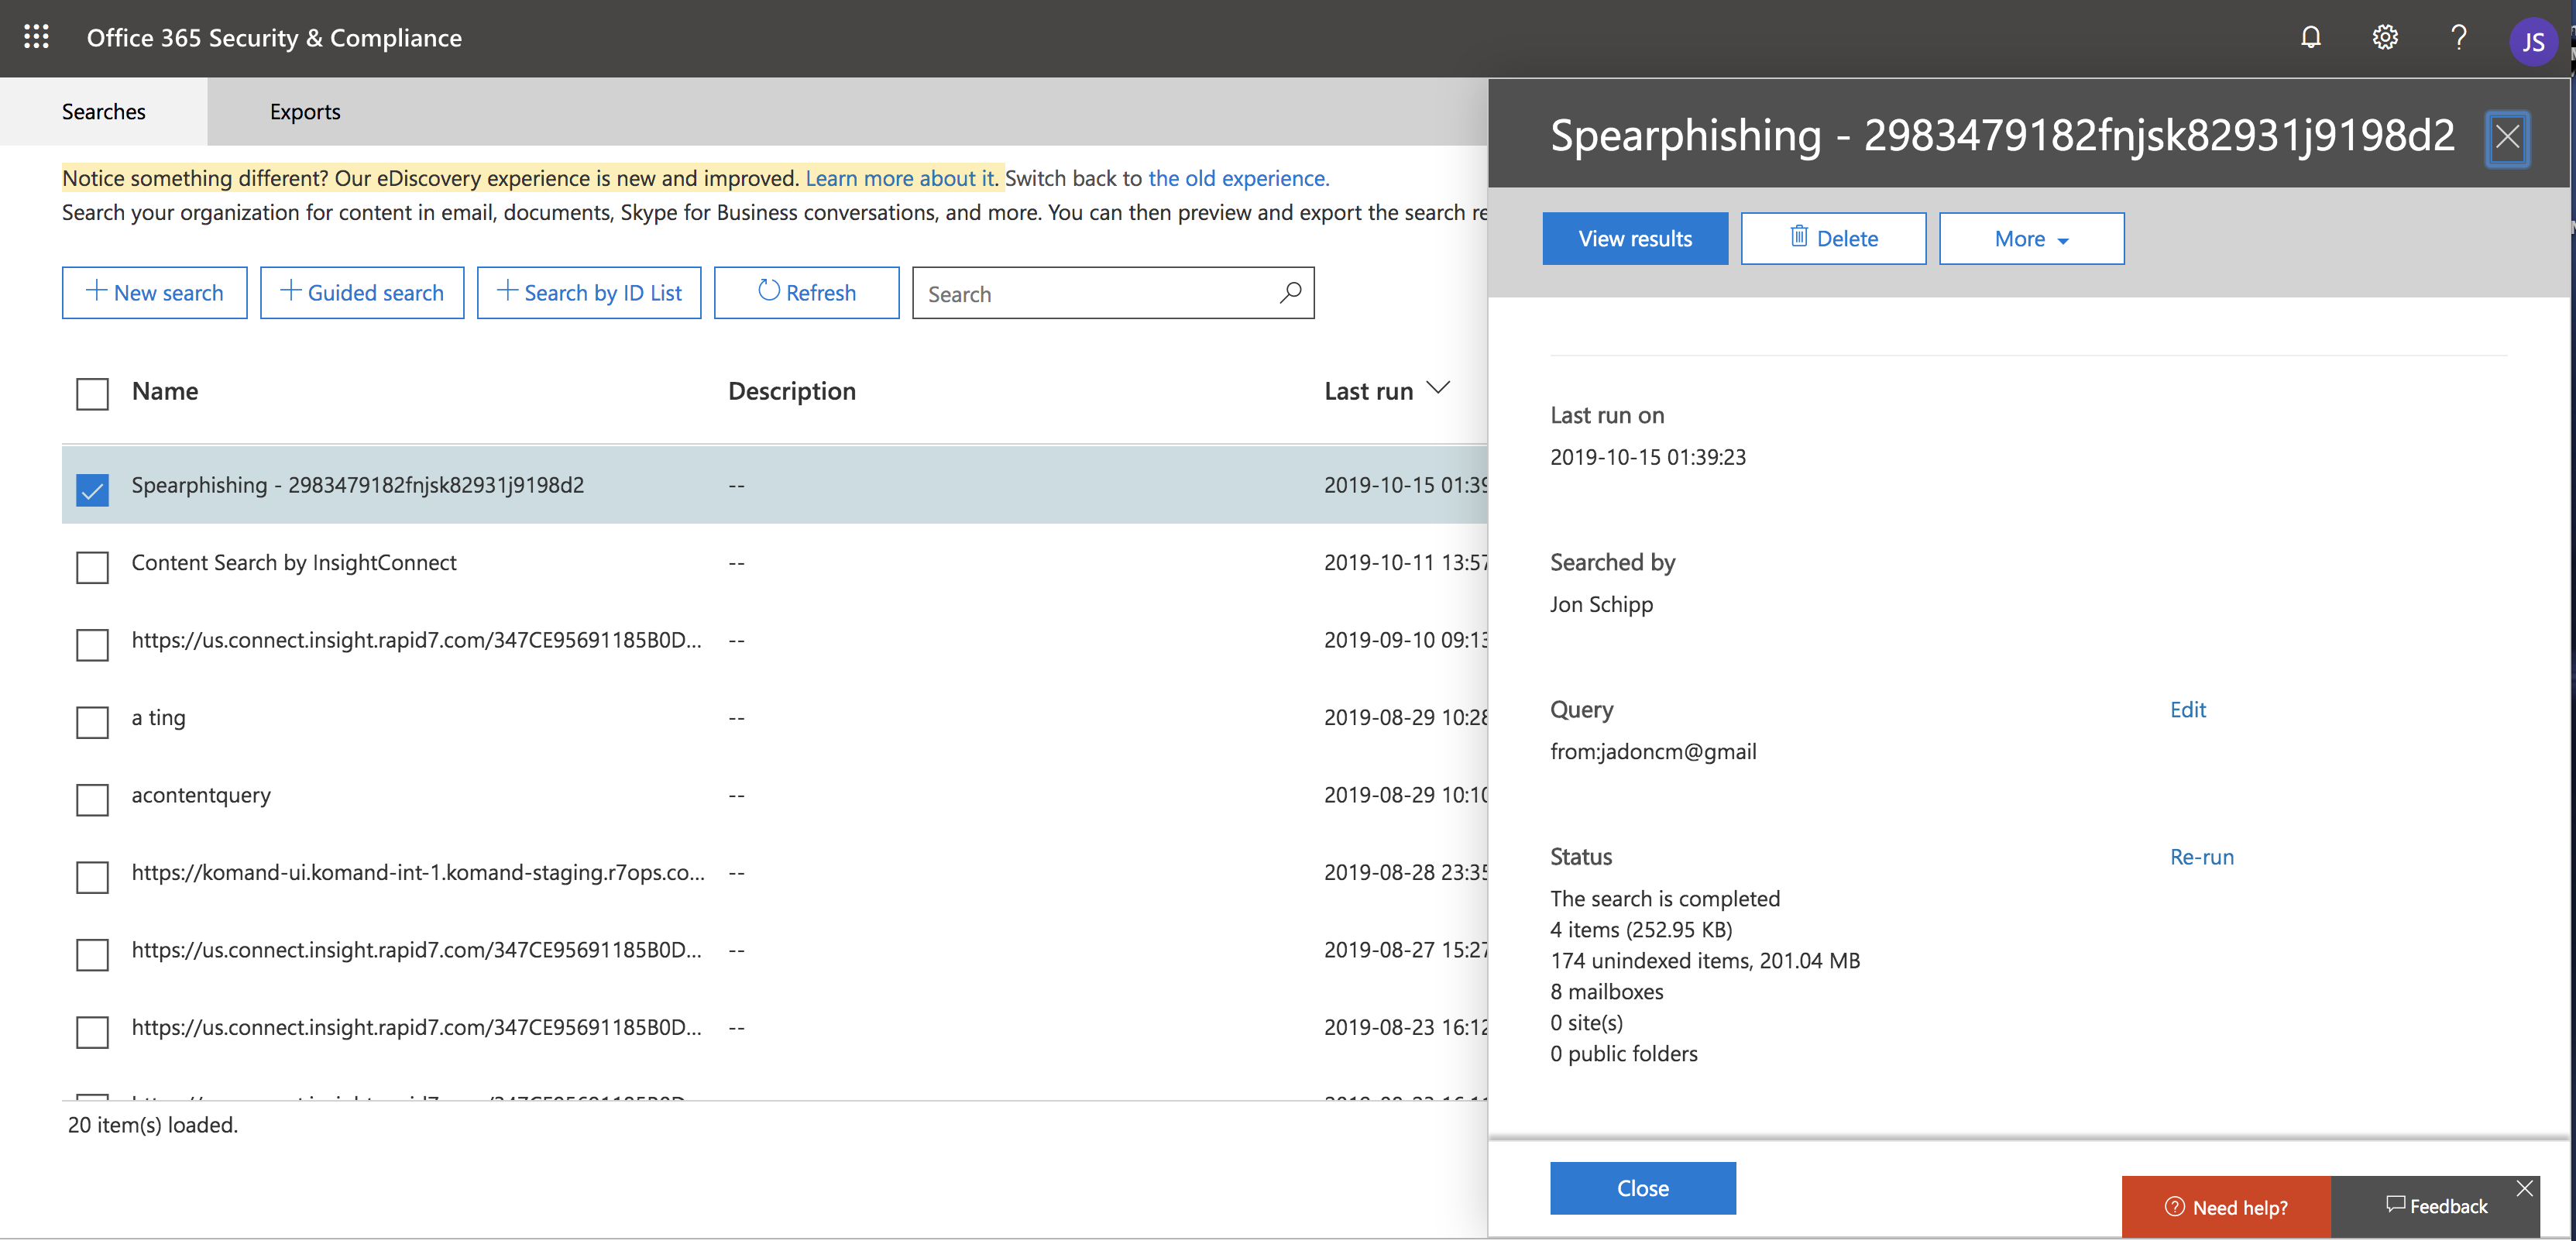 Office 365 Security & Compliance
JS
Searches
Exports
Notice something different? Our eDiscovery experience is new and improved. Learn more about it. Switch back to the old experience.
Search your organization for content in email, documents, Skype for Business conversations, and more. You can then preview and export the search re
New search
Guided search
Search by ID List
Refresh
Search
Name Description Last run
Spearphishing - 2983479182fnjsk82931j9198d2 -- 2019-10-15 01:39
Content Search by InsightConnect -- 2019-10-11 13:57
https://us.connect.insight.rapid7.com/347CE95691185B0D... -- 2019-09-10 09:13
a ting -- 2019-08-29 10:28
acontentquery -- 2019-08-29 10:10
https://komand-ui.komand-int-1.komand-staging.r7ops.co... -- 2019-08-28 23:35
https://us.connect.insight.rapid7.com/347CE95691185B0D... -- 2019-08-27 15:27
https://us.connect.insight.rapid7.com/347CE95691185B0D... -- 2019-08-23 16:12
20 item(s) loaded.
Spearphishing - 2983479182fnjsk82931j9198d2
View results
Delete
More
Last run on
2019-10-15 01:39:23
Searched by
Jon Schipp
Query Edit
from:jadoncm@gmail
Status Re-run
The search is completed
4 items (252.95 KB)
174 unindexed items, 201.04 MB
8 mailboxes
0 site(s)
0 public folders
Close
Need help?
Feedback